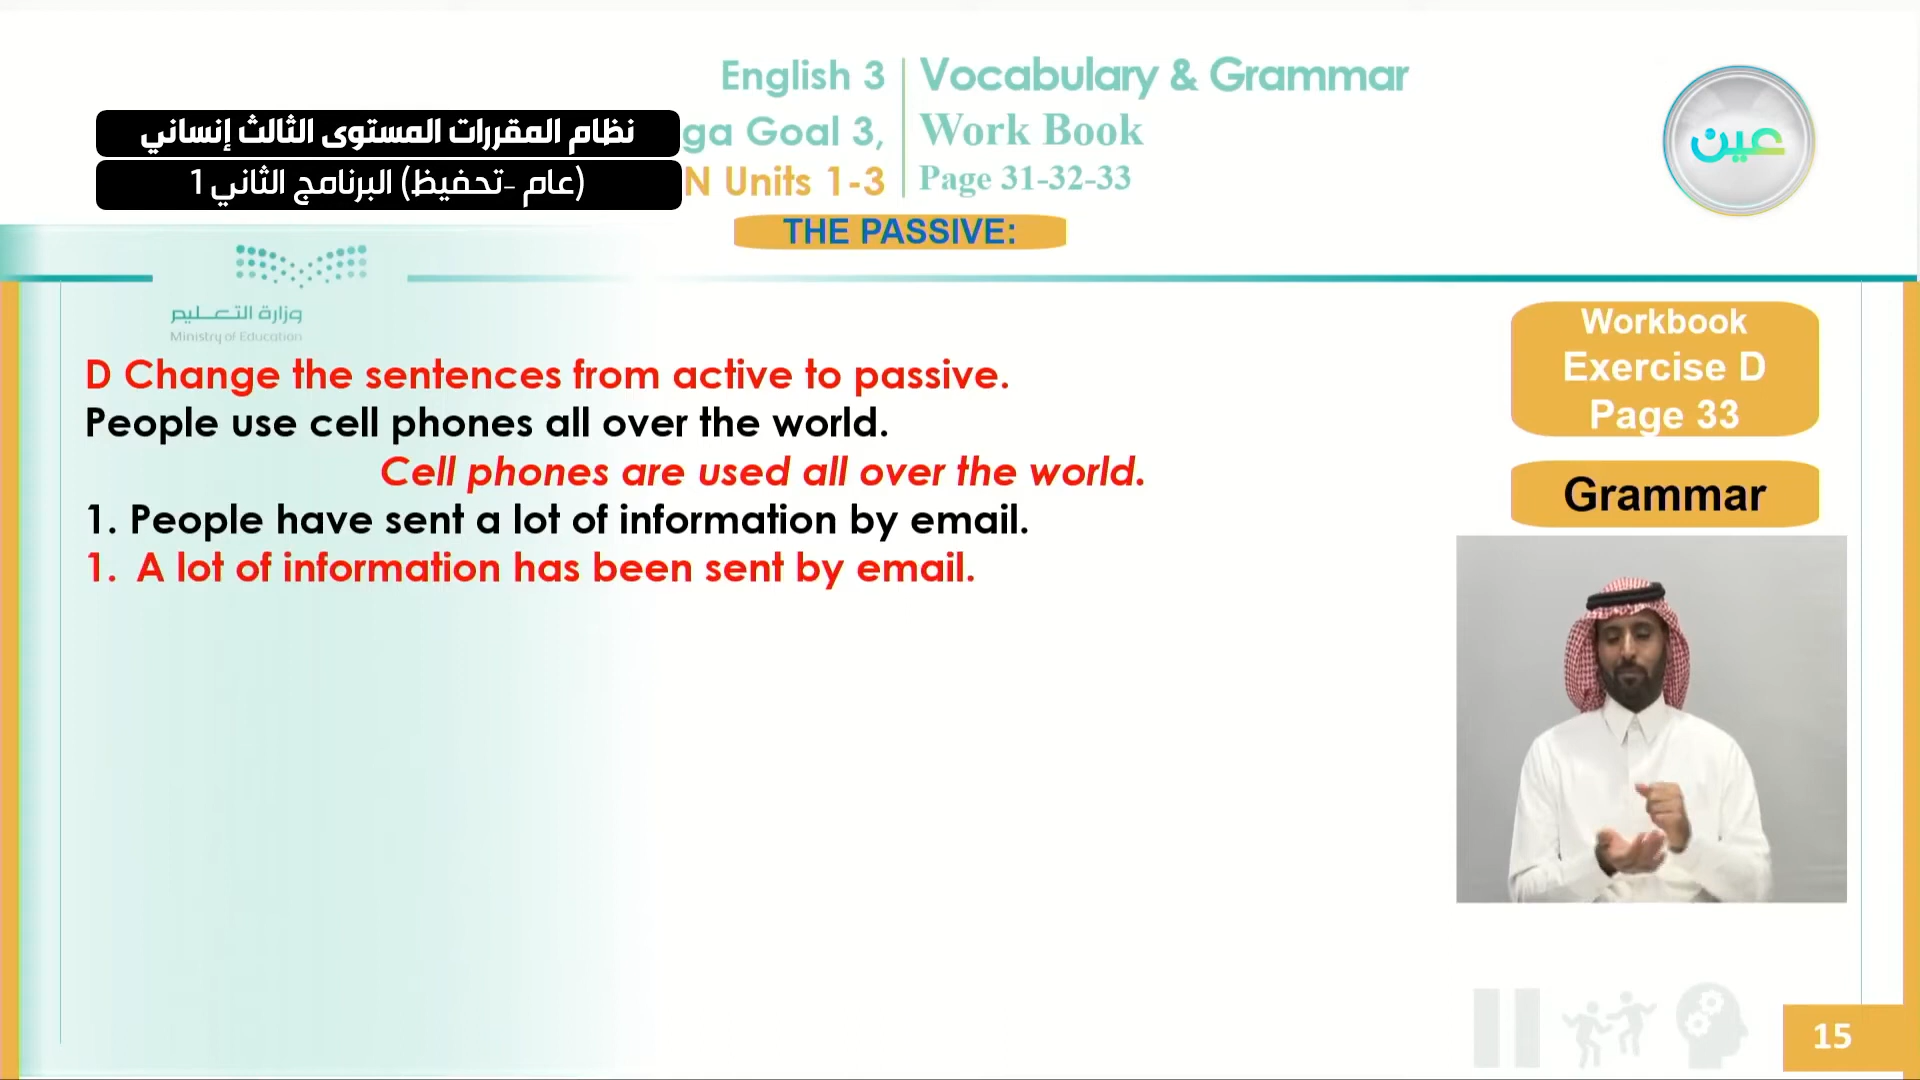 English 3
Vocabulary & Grammar
نظام المقررات المستوى الثالث إنساني
ga Goal 3,
Work Book
(عام -تحفيظ) البرنامج الثاني 1
N Units 1-3
Page 31-32-33
عين
THE PASSIVE:
وزارة التعليم
Ministry of Education
D Change the sentences from active to passive.
People use cell phones all over the world.
Cell phones are used all over the world.
1. People have sent a lot of information by email.
1. A lot of information has been sent by email.
Workbook
Exercise D
Page 33
Grammar
15